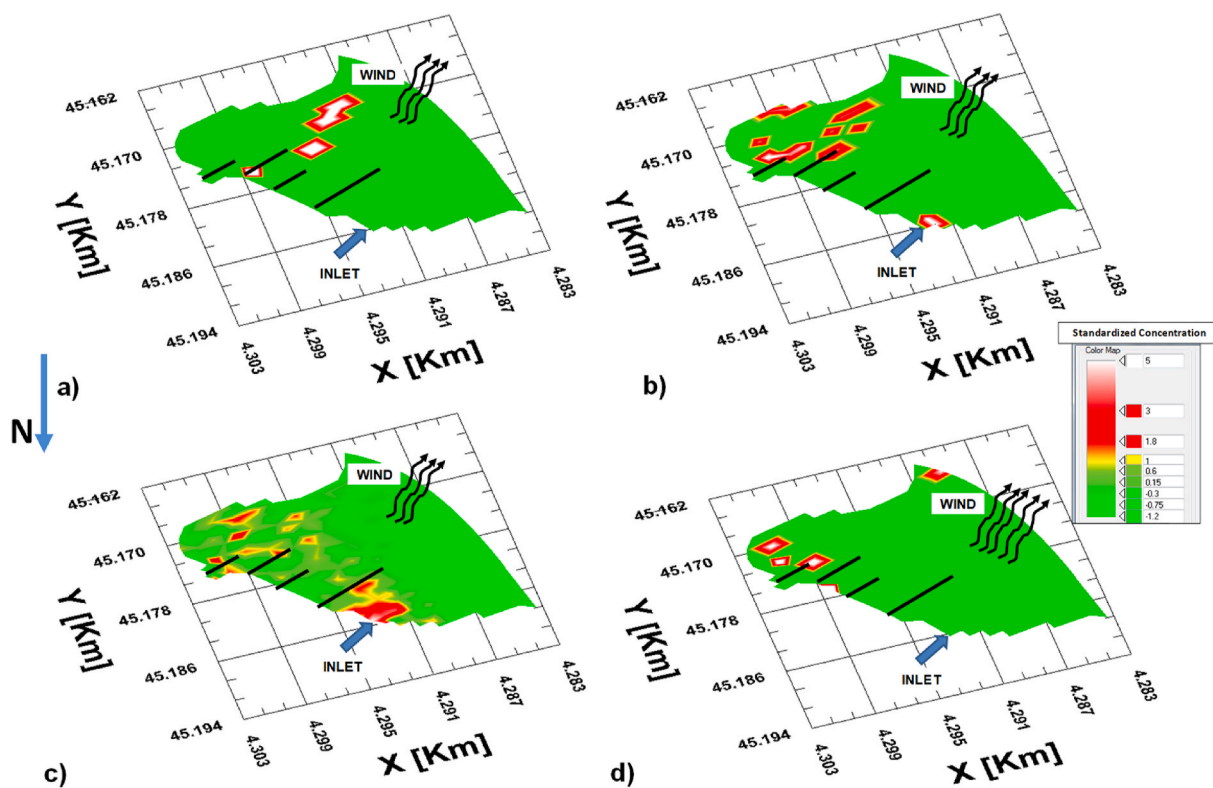 WIND
45.162
45.170
45.178
45.186
45.194
Y [Km]
INLET
4.303
4.299
4.295
4.291
4.287
4.283
X [Km]
a)
WIND
45.162
45.170
45.178
45.186
45.194
Y [Km]
INLET
4.303
4.299
4.295
4.291
4.287
4.283
X [Km]
b)
Standardized Concentration
Color Map
5
3
1.8
1
0.6
0.15
-0.3
-0.75
-1.2
N
WIND
45.162
45.170
45.178
45.186
45.194
Y [Km]
INLET
4.303
4.299
4.295
4.291
4.287
4.283
X [Km]
c)
WIND
45.162
45.170
45.178
45.186
45.194
Y [Km]
INLET
4.303
4.299
4.295
4.291
4.287
4.283
X [Km]
d)